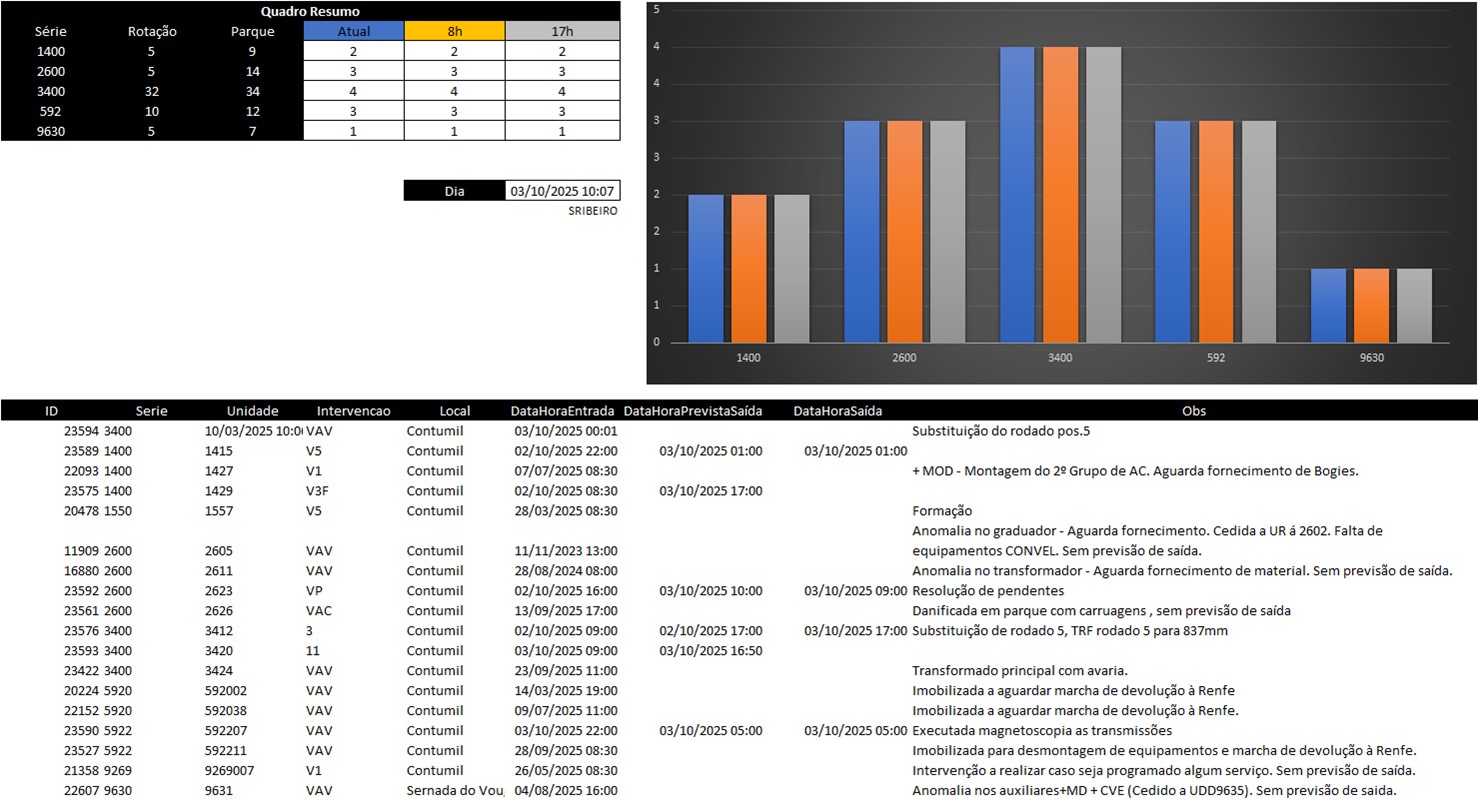 Quadro Resumo
Série Rotação Parque Atual 8h 17h
1400 5 9 2 2 2
2600 5 14 3 3 3
3400 32 34 4 4 4
592 10 12 3 3 3
9630 5 7 1 1 1
Dia 03/10/2025 10:07
SRIBEIRO
5
4
4
3
3
2
2
1
1
0
1400 2600 3400 592 9630
ID Serie Unidade Intervencao Local DataHoraEntrada DataHoraPrevistaSaída DataHoraSaída Obs
23594 3400 10/03/2025 10:0 VAV Contumil 03/10/2025 00:01 Substituição do rodado pos.5
23589 1400 1415 V5 Contumil 02/10/2025 22:00 03/10/2025 01:00 03/10/2025 01:00
22093 1400 1427 V1 Contumil 07/07/2025 08:30 + MOD - Montagem do 2º Grupo de AC. Aguarda fornecimento de Bogies.
23575 1400 1429 V3F Contumil 02/10/2025 08:30 03/10/2025 17:00
20478 1550 1557 V5 Contumil 28/03/2025 08:30 Formação
Anomalia no graduador - Aguarda fornecimento. Cedida a UR á 2602. Falta de
11909 2600 2605 VAV Contumil 11/11/2023 13:00 equipamentos CONVEL. Sem previsão de saída.
16880 2600 2611 VAV Contumil 28/08/2024 08:00 Anomalia no transformador - Aguarda fornecimento de material. Sem previsão de saída.
23592 2600 2623 VP Contumil 02/10/2025 16:00 03/10/2025 10:00 03/10/2025 09:00 Resolução de pendentes
23561 2600 2626 VAC Contumil 13/09/2025 17:00 Danificada em parque com carruagens , sem previsão de saída
23576 3400 3412 3 Contumil 02/10/2025 09:00 02/10/2025 17:00 03/10/2025 17:00 Substituição de rodado 5, TRF rodado 5 para 837mm
23593 3400 3420 11 Contumil 03/10/2025 09:00 03/10/2025 16:50
23422 3400 3424 VAV Contumil 23/09/2025 11:00 Transformado principal com avaria.
20224 5920 592002 VAV Contumil 14/03/2025 19:00 Imobilizada a aguardar marcha de devolução à Renfe
22152 5920 592038 VAV Contumil 09/07/2025 11:00 Imobilizada a aguardar marcha de devolução à Renfe.
23590 5922 592207 VAV Contumil 03/10/2025 22:00 03/10/2025 05:00 03/10/2025 05:00 Executada magnetoscopia as transmissões
23527 5922 592211 VAV Contumil 28/09/2025 08:30 Imobilizada para desmontagem de equipamentos e marcha de devolução à Renfe.
21358 9269 9269007 V1 Contumil 26/05/2025 08:30 Intervenção a realizar caso seja programado algum serviço. Sem previsão de saída.
22607 9630 9631 VAV Sernada do Vou 04/08/2025 16:00 Anomalia nos auxiliares+MD + CVE (Cedido a UDD9635). Sem previsão de saida.